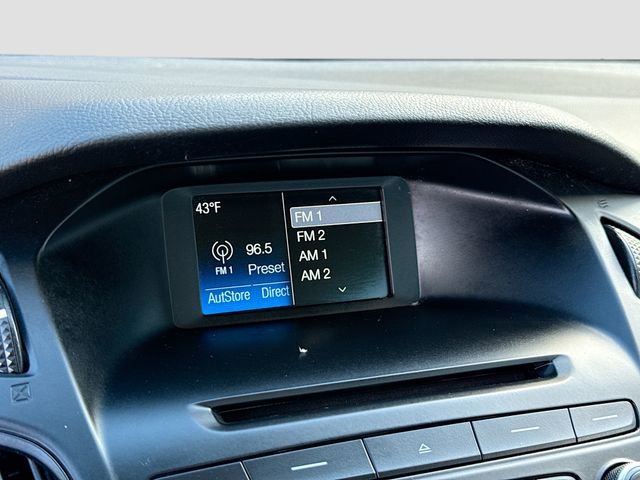 43°F
96.5
FM 1
Preset
AutStore Direct
FM 1
FM 2
AM 1
AM 2